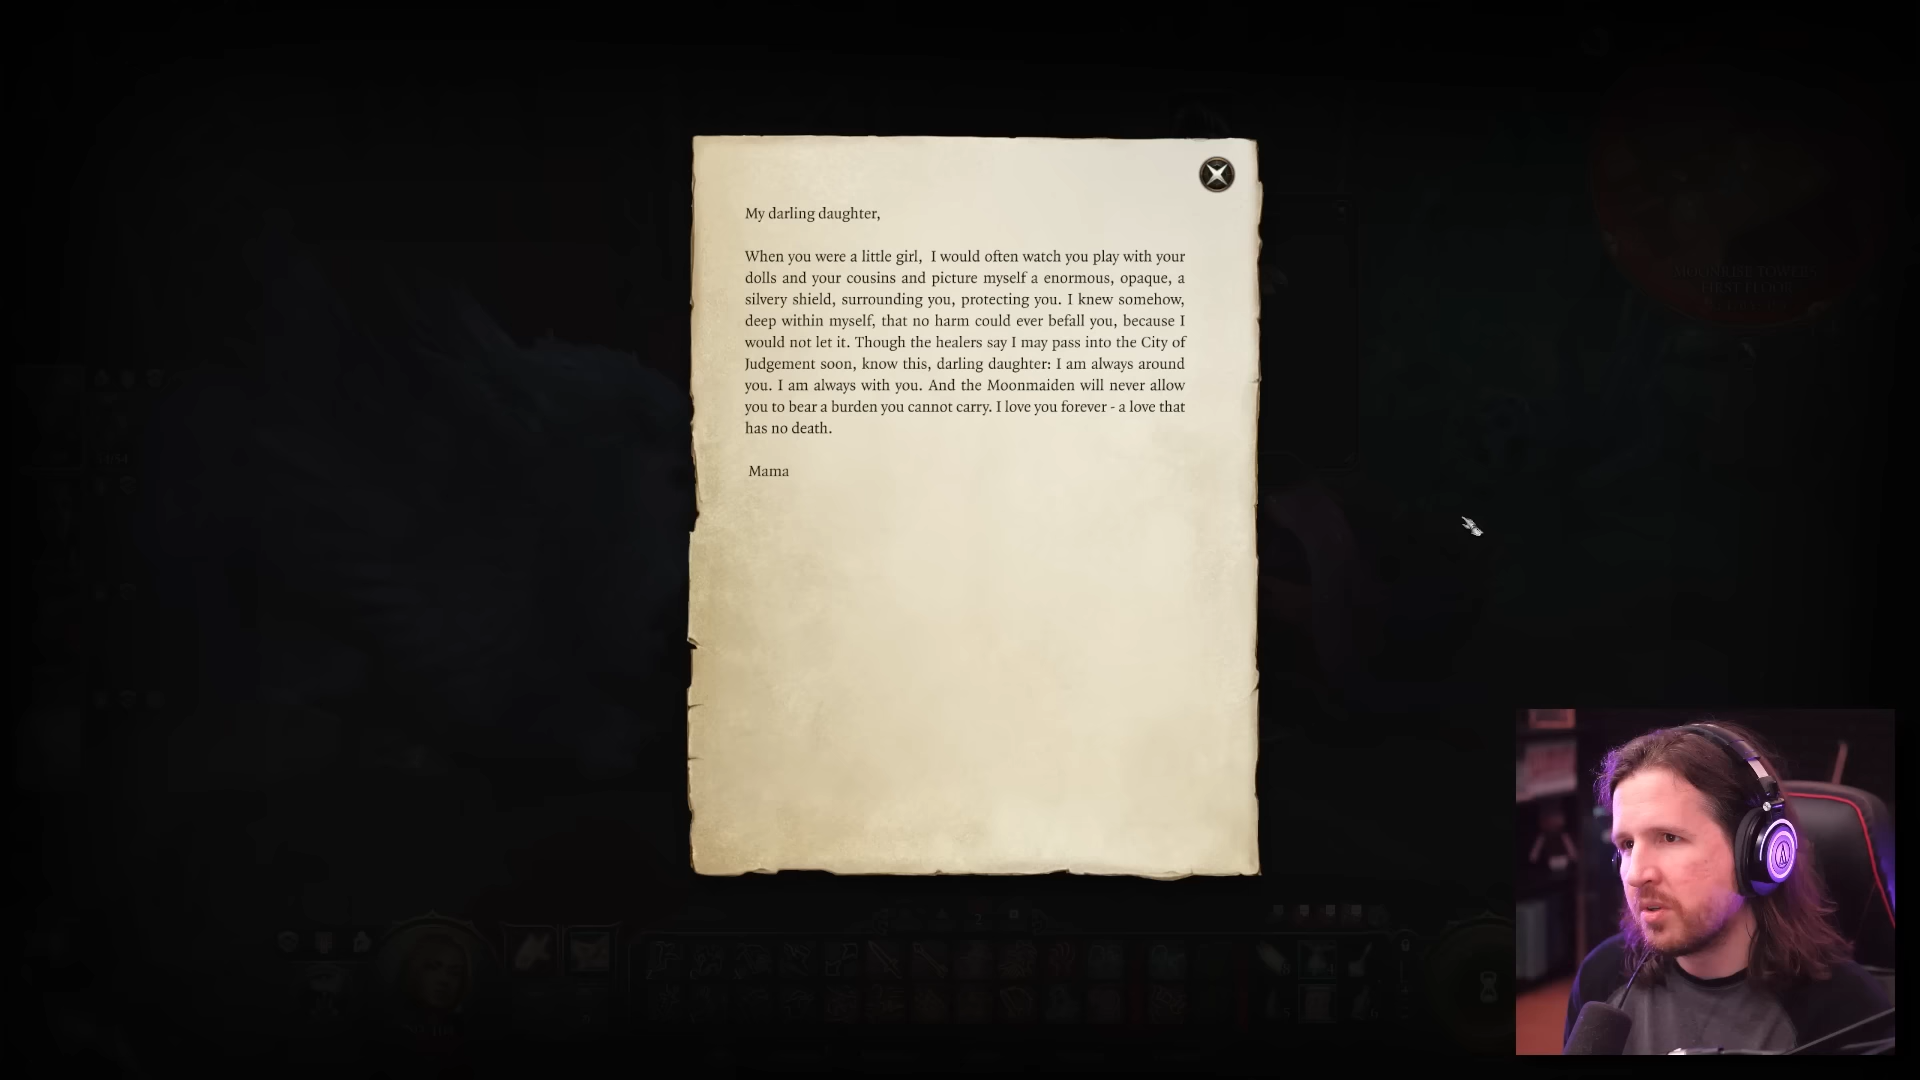 My darling daughter,
When you were a little girl,  I would often watch you play with your
dolls and your cousins and picture myself a enormous, opaque, a
silvery shield, surrounding you, protecting you. I knew somehow,
deep within myself, that no harm could ever befall you, because I
would not let it. Though the healers say I may pass into the City of
Judgement soon, know this, darling daughter: I am always around
you. I am always with you. And the Moonmaiden will never allow
you to bear a burden you cannot carry. I love you forever - a love that
has no death.
Mama
MOONRISE TOWERS
FIRST FLOOR